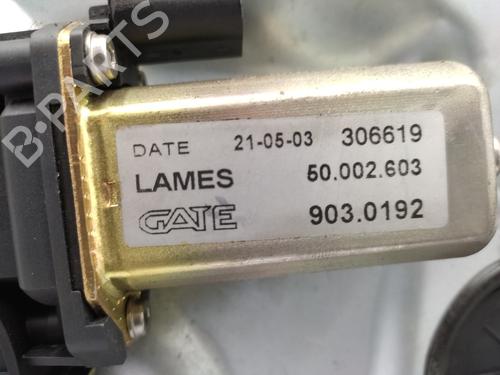 B-PARTS
DATE 21-05-03 306619
LAMES 50.002.603
GATE 903.0192